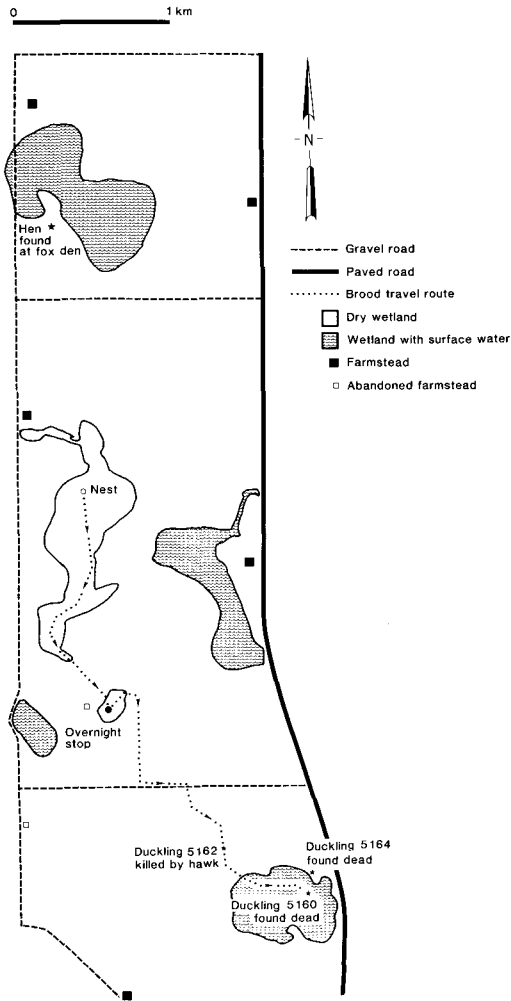 0 1 km
-N-
Hen
found
at fox den
Gravel road
Paved road
Brood travel route
Dry wetland
Wetland with surface water
Farmstead
Abandoned farmstead
Nest
Overnight
stop
Duckling 5164
found dead
Duckling 5162
killed by hawk
Duckling 5160
found dead